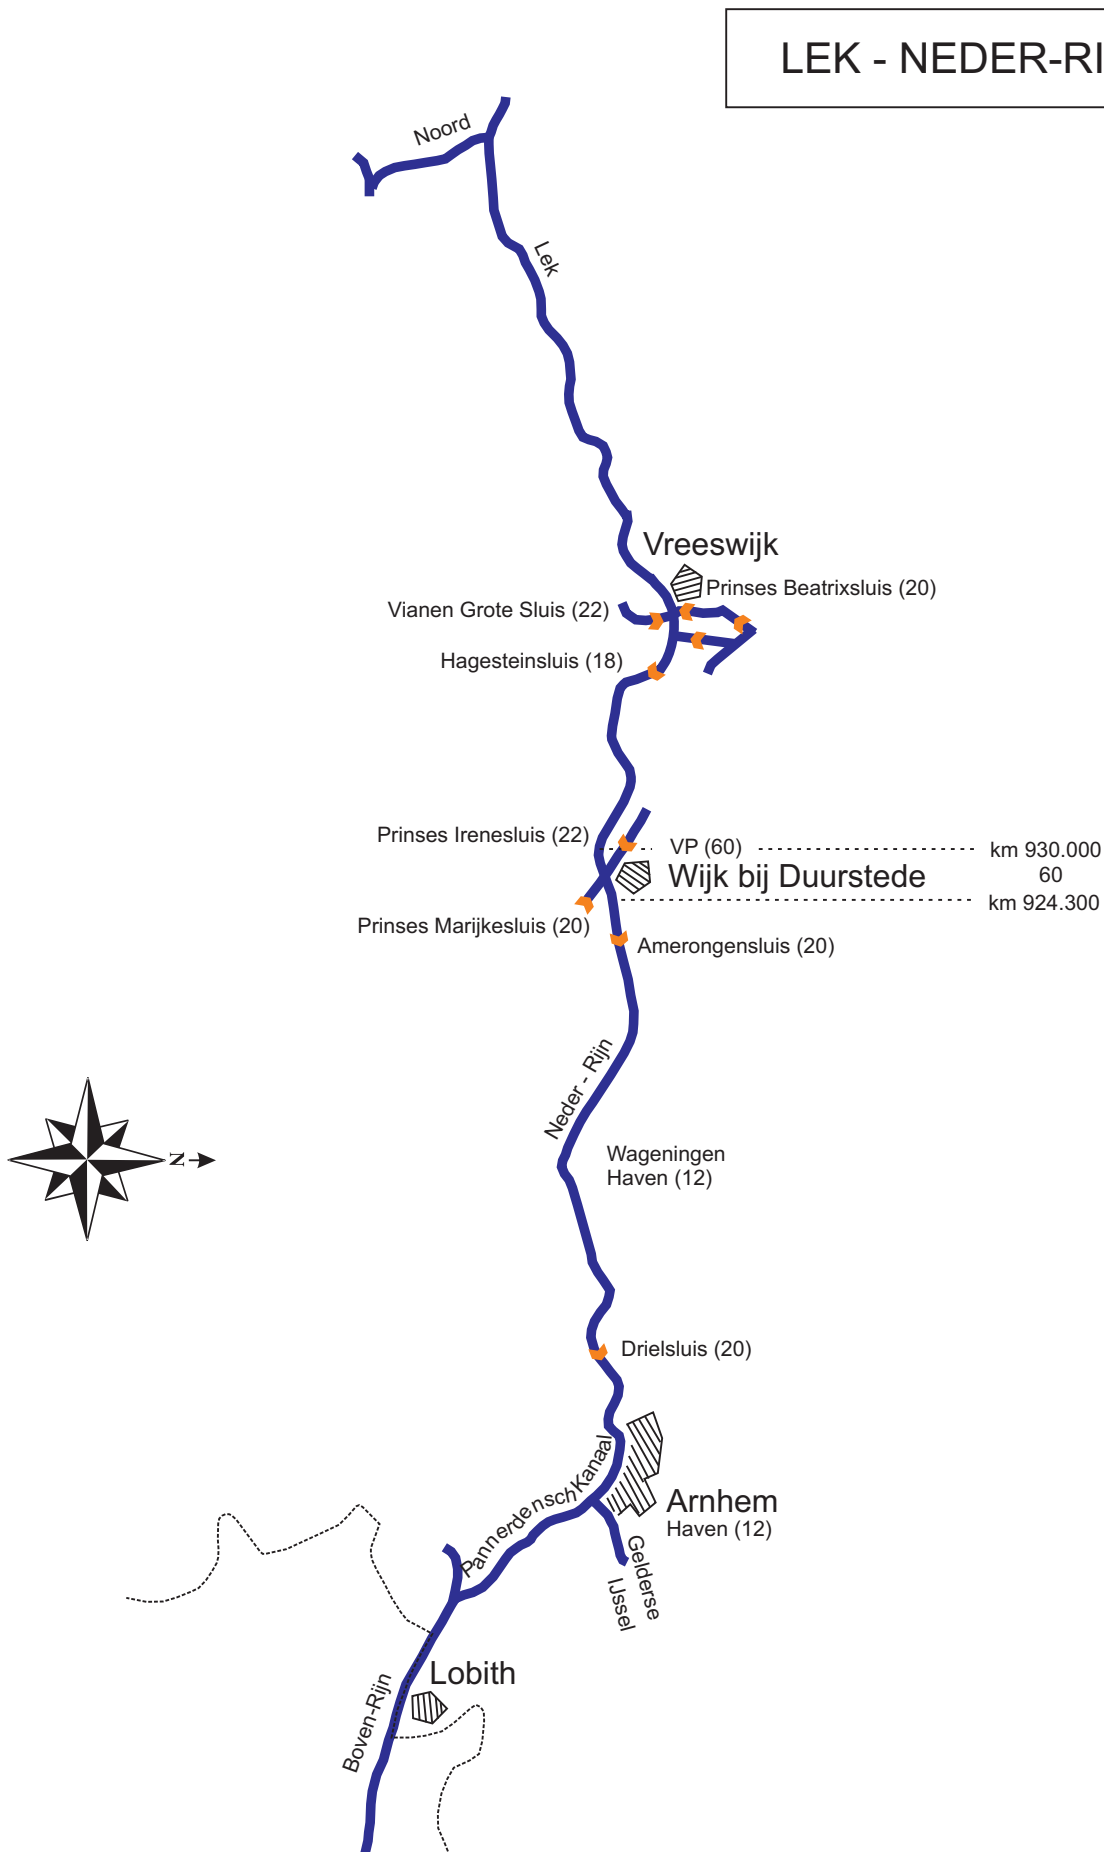 LEK - NEDER-RI
Noord
Lek
Vreeswijk
Prinses Beatrixsluis (20)
Vianen Grote Sluis (22)
Hagesteinsluis (18)
Prinses Irenesluis (22)
VP (60)
km 930.000
Wijk bij Duurstede
60
km 924.300
Prinses Marijkesluis (20)
Amerongensluis (20)
Neder - Rijn
Wageningen
Haven (12)
N
Drielsluis (20)
Pannerdensch Kanaal
Arnhem
Haven (12)
Gelderse
IJssel
Lobith
Boven-Rijn